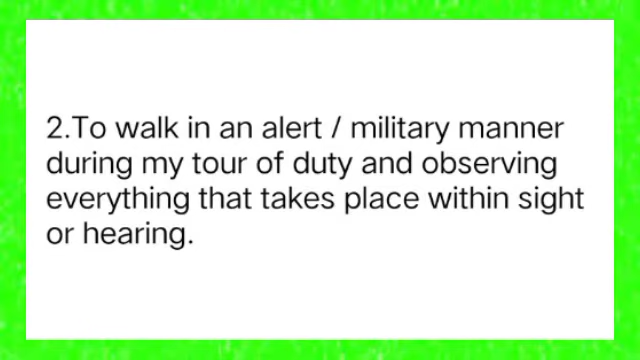 2.To walk in an alert / military manner
during my tour of duty and observing
everything that takes place within sight
or hearing.